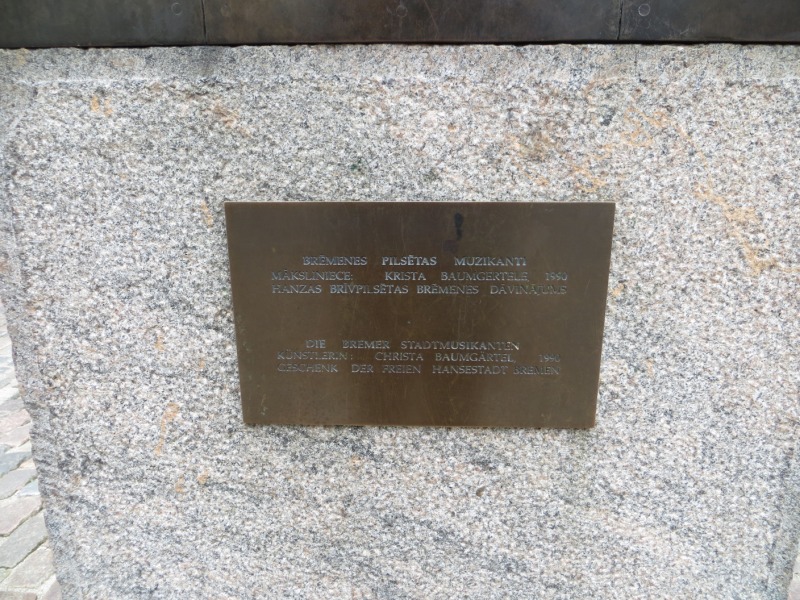 BRĒMENES PILSĒTAS MUZIKANTI
MĀKSLINIECE: KRISTA BAUMGERTELE, 1990
HANZAS BRĪVPILSĒTAS BRĒMENES DĀVINĀJUMS
DIE BREMER STADTMUSIKANTEN
KÜNSTLERIN: CHRISTA BAUMGÄRTEL, 1990
GESCHENK DER FREIEN HANSESTADT BREMEN